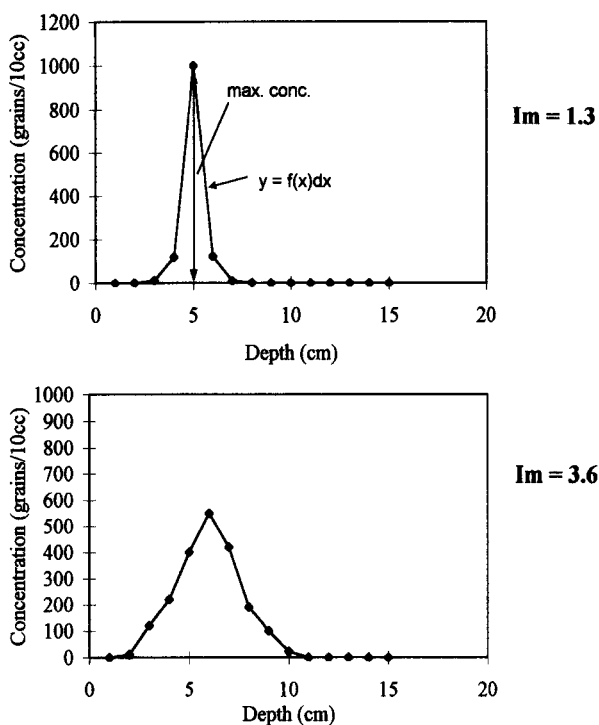 1200
1000
800
600
400
200
0
Concentration (grains/10cc)
max. conc.
y = f(x)dx
Im = 1.3
0 5 10 15 20
Depth (cm)
1000
900
800
700
600
500
400
300
200
100
0
Concentration (grains/10cc)
Im = 3.6
0 5 10 15 20
Depth (cm)